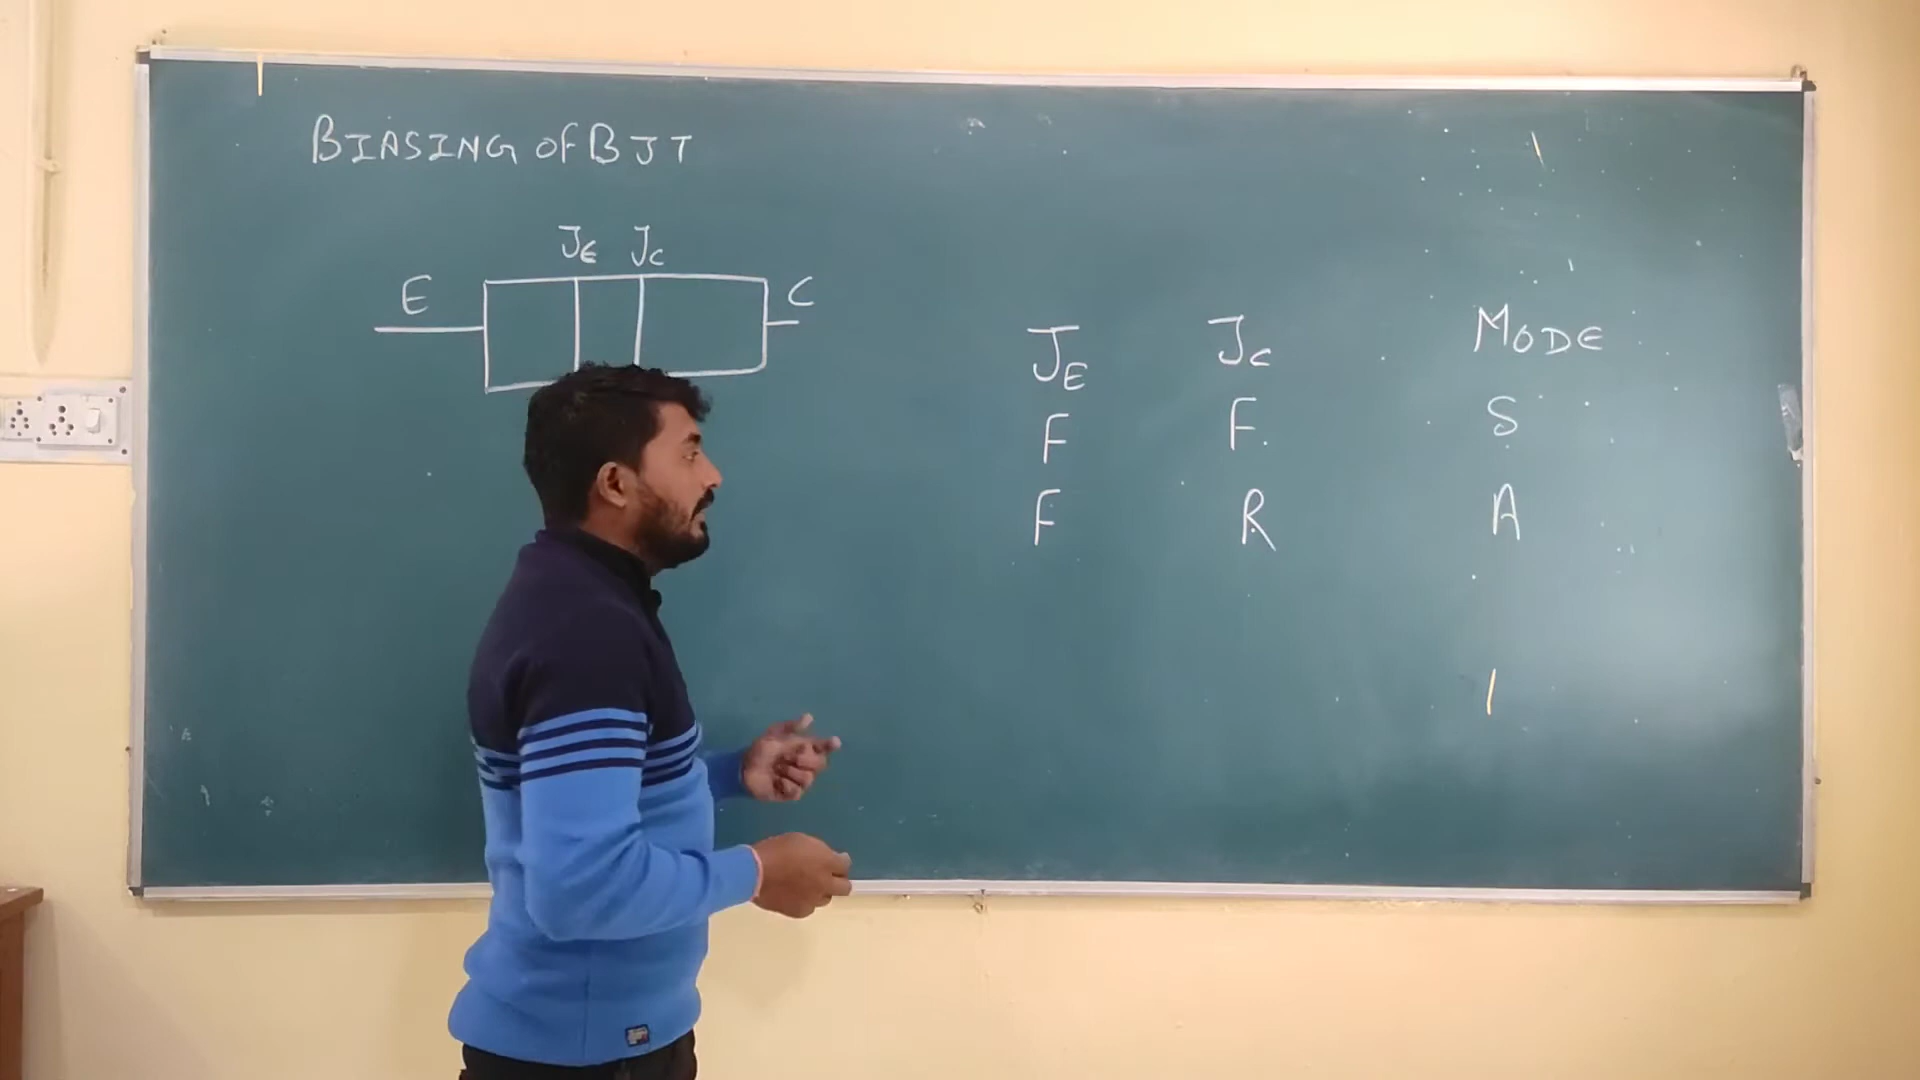 BIASING OF BJT
JE JC
E C
JE JC MODE
F F S
F R A